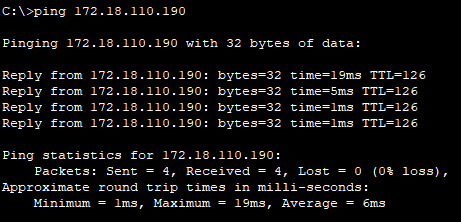 C:\>ping 172.18.110.190
Pinging 172.18.110.190 with 32 bytes of data:
Reply from 172.18.110.190: bytes=32 time=19ms TTL=126
Reply from 172.18.110.190: bytes=32 time=5ms TTL=126
Reply from 172.18.110.190: bytes=32 time=1ms TTL=126
Reply from 172.18.110.190: bytes=32 time=1ms TTL=126
Ping statistics for 172.18.110.190:
    Packets: Sent = 4, Received = 4, Lost = 0 (0% loss),
Approximate round trip times in milli-seconds:
    Minimum = 1ms, Maximum = 19ms, Average = 6ms